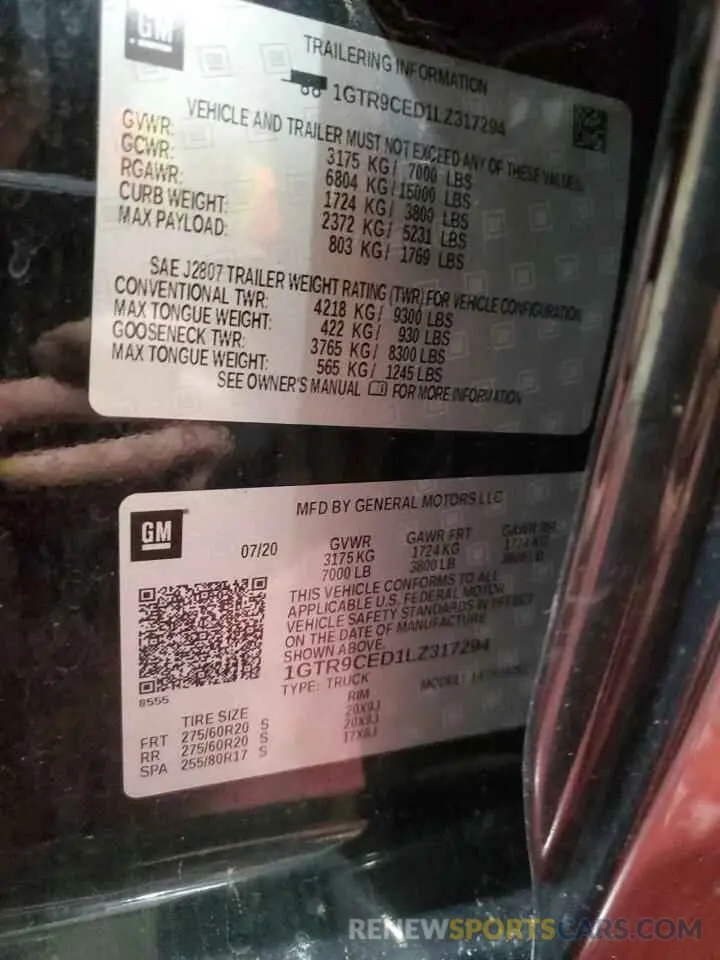 GM
TRAILERING INFORMATION
1GTR9CED1LZ317294
VEHICLE AND TRAILER MUST NOT EXCEED ANY OF THESE VALUES.
GVWR: 3175 KG/ 7000 LBS
GCWR: 6804 KG/15000 LBS
RGAWR: 1724 KG/ 3800 LBS
CURB WEIGHT: 2372 KG/ 5231 LBS
MAX PAYLOAD: 803 KG/ 1769 LBS
SAE J2807 TRAILER WEIGHT RATING (TWR) FOR VEHICLE CONFIGURATION
CONVENTIONAL TWR: 4218 KG/ 9300 LBS
MAX TONGUE WEIGHT: 422 KG/ 930 LBS
GOOSENECK TWR: 3765 KG/ 8300 LBS
MAX TONGUE WEIGHT: 565 KG/ 1245 LBS
SEE OWNER'S MANUAL FOR MORE INFORMATION
GM
MFD BY GENERAL MOTORS LLC
07/20 GVWR GAWR FRT GAWR RR
3175 KG 1724 KG 1724 KG
7000 LB 3800 LB 3800 LB
THIS VEHICLE CONFORMS TO ALL
APPLICABLE U.S. FEDERAL MOTOR
VEHICLE SAFETY STANDARDS IN EFFECT
ON THE DATE OF MANUFACTURE
SHOWN ABOVE.
1GTR9CED1LZ317294
8555
TYPE: TRUCK MODEL:
TIRE SIZE RIM
FRT 275/60R20 S 20X9J
RR 275/60R20 S 20X9J
SPA 255/80R17 S 17X8J
RENEWSPORTSCARS.COM